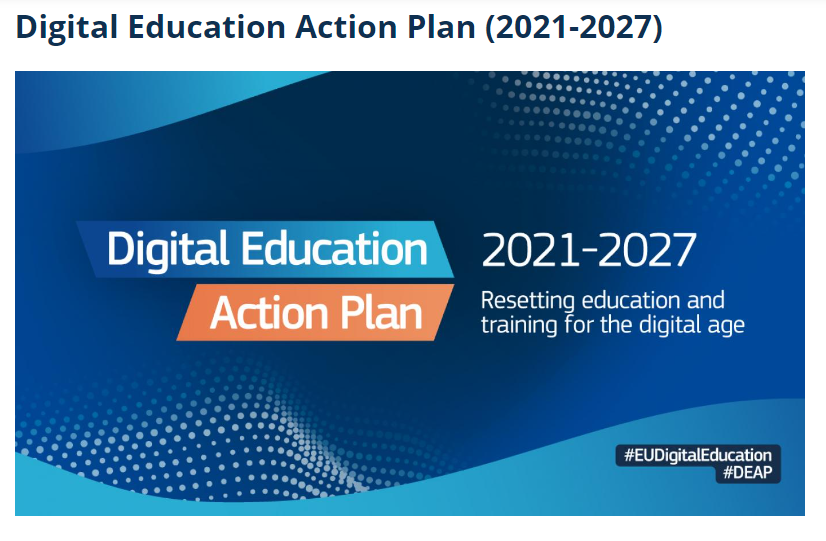 Digital Education Action Plan (2021-2027)
Digital Education
Action Plan
2021-2027
Resetting education and
training for the digital age
#EUDigitalEducation
#DEAP